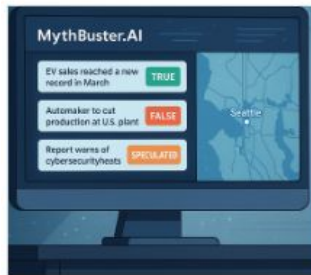 MythBuster.AI
EV sales reached a new
record in March
TRUE
Automaker to cut
production at U.S. plant
FALSE
Report warns of
cybersecurityheats
SPECULATED
Seattle